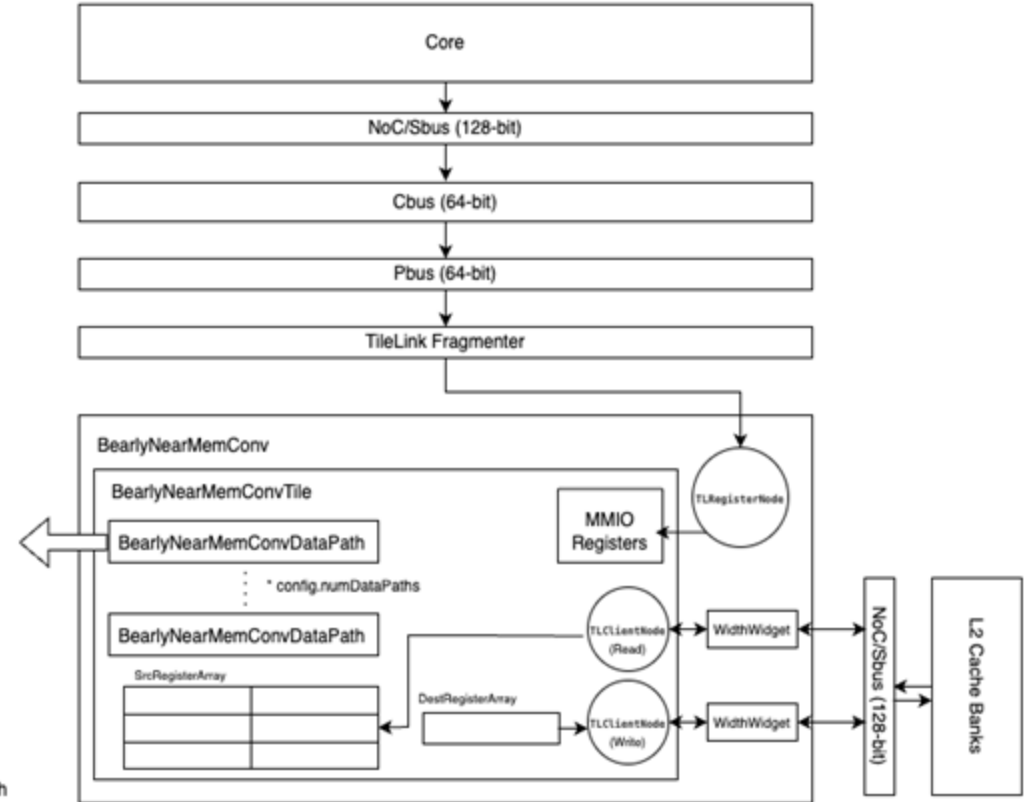 Core
NoC/Sbus (128-bit)
Cbus (64-bit)
Pbus (64-bit)
TileLink Fragmenter
BearlyNearMemConv
TLRegisterNode
BearlyNearMemConvTile
MMIO
Registers
BearlyNearMemConvDataPath
* config.numDataPaths
BearlyNearMemConvDataPath
TLClientNode
(Read)
WidthWidget
SrcRegisterArray
DestRegisterArray
TLClientNode
(Write)
WidthWidget
NoC/Sbus (128-bit)
L2 Cache Banks
h